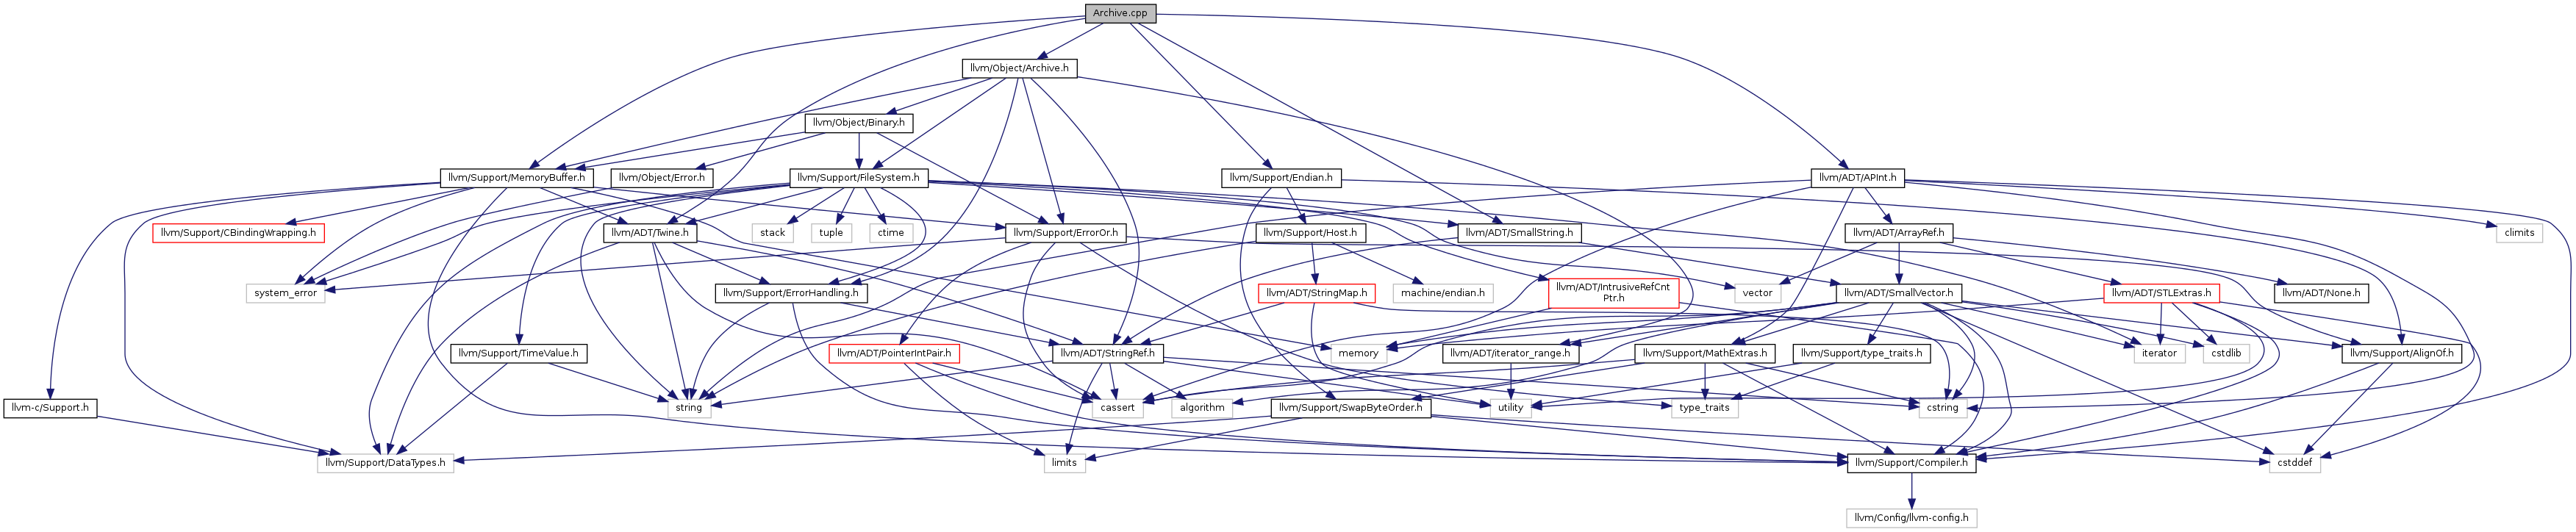 Archive.cpp
llvm/Object/Archive.h
llvm/Object/Binary.h
llvm/Support/MemoryBuffer.h
llvm/Object/Error.h
llvm/Support/FileSystem.h
llvm/Support/Endian.h
llvm/ADT/APInt.h
llvm/Support/CBindingWrapping.h
llvm/ADT/Twine.h
stack
tuple
ctime
llvm/Support/ErrorOr.h
llvm/Support/Host.h
llvm/ADT/SmallString.h
llvm/ADT/ArrayRef.h
climits
system_error
llvm/Support/ErrorHandling.h
llvm/ADT/StringMap.h
machine/endian.h
llvm/ADT/IntrusiveRefCnt
Ptr.h
vector
llvm/ADT/SmallVector.h
llvm/ADT/STLExtras.h
llvm/ADT/None.h
llvm/Support/TimeValue.h
llvm/ADT/PointerIntPair.h
llvm/ADT/StringRef.h
memory
llvm/ADT/iterator_range.h
llvm/Support/MathExtras.h
llvm/Support/type_traits.h
iterator
cstdlib
llvm/Support/AlignOf.h
llvm-c/Support.h
string
cassert
algorithm
llvm/Support/SwapByteOrder.h
utility
type_traits
cstring
llvm/Support/DataTypes.h
limits
llvm/Support/Compiler.h
cstddef
llvm/Config/llvm-config.h